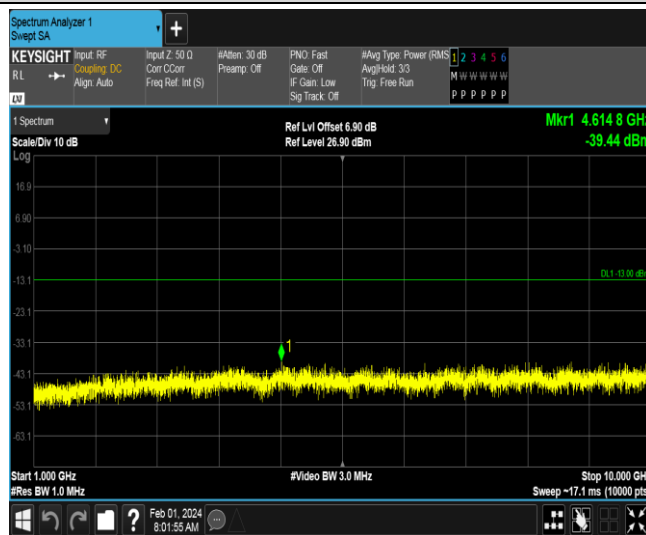 Spectrum Analyzer 1
Swept SA
KEYSIGHT
RL
LXI
Input: RF
Coupling: DC
Align: Auto
Input Z: 50 Ω
Corr CCorr
Freq Ref: Int (S)
#Atten: 30 dB
Preamp: Off
PNO: Fast
Gate: Off
IF Gain: Low
Sig Track: Off
#Avg Type: Power (RMS
Avg|Hold: 3/3
Trig: Free Run
1 2 3 4 5 6
M W W W W W
P P P P P P
1 Spectrum
Scale/Div 10 dB
Log
Ref Lvl Offset 6.90 dB
Ref Level 26.90 dBm
Mkr1 4.614 8 GHz
-39.44 dBm
16.9
6.90
-3.10
-13.1
DL1 -13.00 dBm
-23.1
-33.1
1
-43.1
-53.1
-63.1
Start 1.000 GHz
#Res BW 1.0 MHz
#Video BW 3.0 MHz
Stop 10.000 GH
Sweep ~17.1 ms (10000 pts
?
Feb 01, 2024
8:01:55 AM